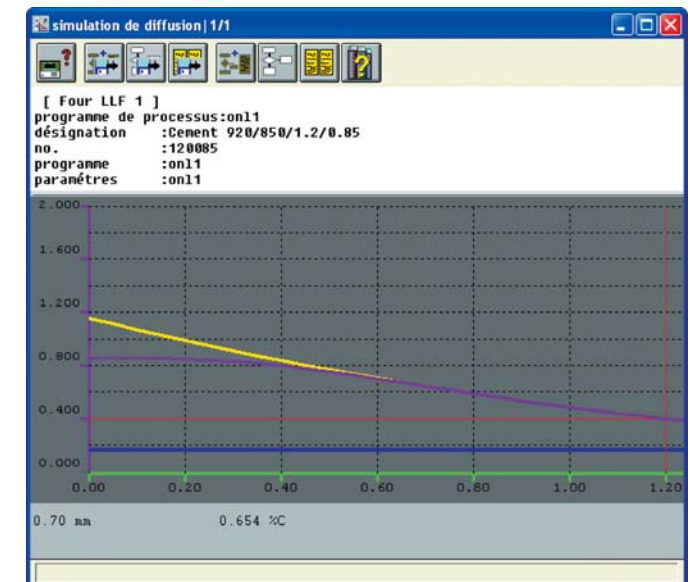 simulation de diffusion | 1/1
[ Four LLF 1 ]
programme de processus:onl1
désignation :Cement 920/850/1.2/0.85
no. :120085
programme :onl1
paramétres :onl1
2.000
1.600
1.200
0.800
0.400
0.000
0.00 0.20 0.40 0.60 0.80 1.00 1.20
0.70 mm 0.654 %C